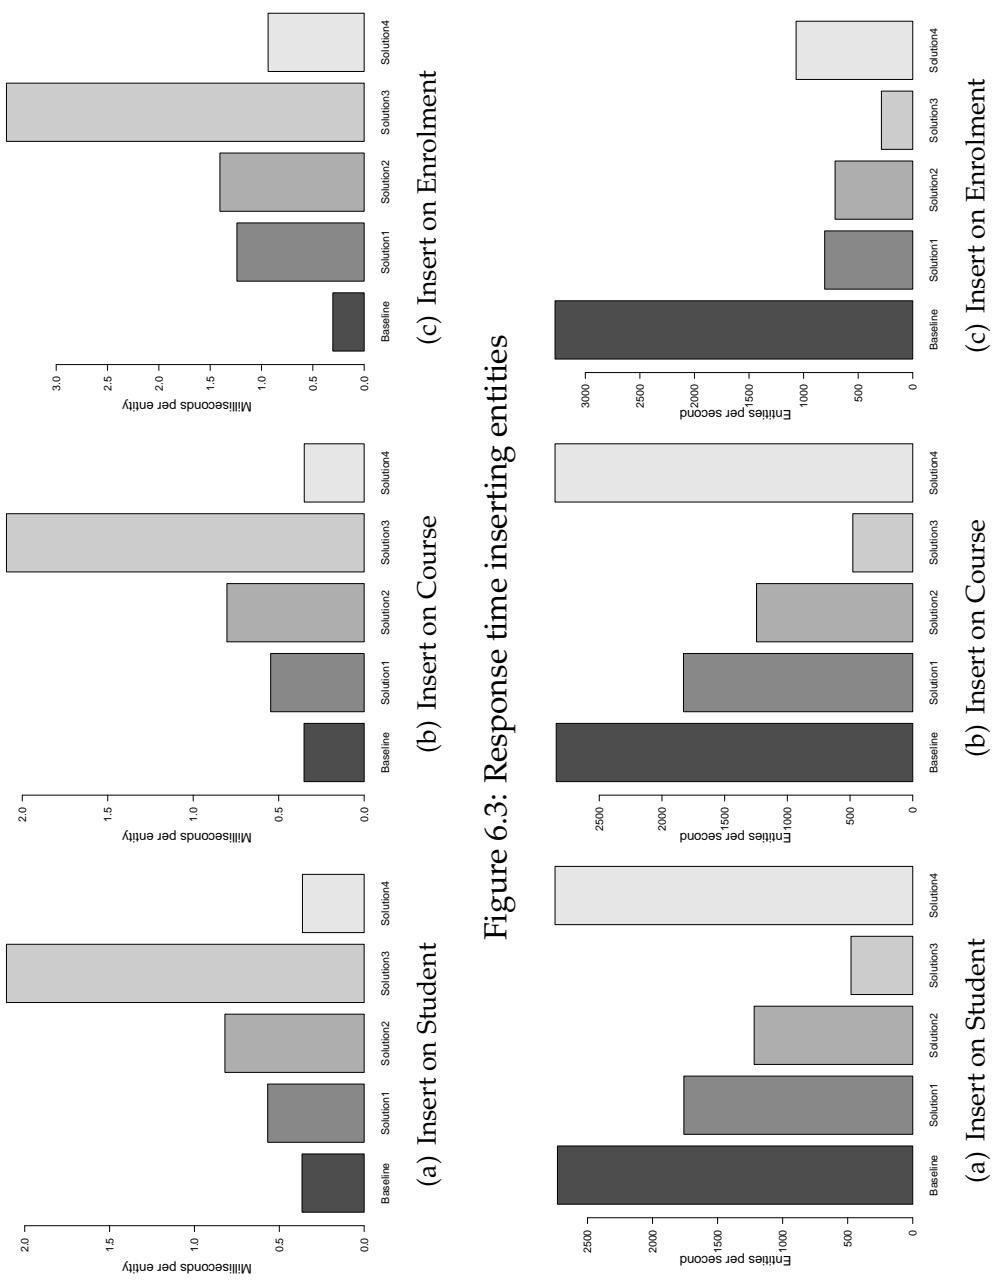 Milliseconds per entity
0.0 0.5 1.0 1.5 2.0
Baseline Solution1 Solution2 Solution3 Solution4
(a) Insert on Student
Milliseconds per entity
0.0 0.5 1.0 1.5 2.0
Baseline Solution1 Solution2 Solution3 Solution4
(b) Insert on Course
Milliseconds per entity
0.0 0.5 1.0 1.5 2.0 2.5 3.0
Baseline Solution1 Solution2 Solution3 Solution4
(c) Insert on Enrolment
Figure 6.3: Response time inserting entities
Entities per second
0 500 1000 1500 2000 2500
Baseline Solution1 Solution2 Solution3 Solution4
(a) Insert on Student
Entities per second
0 500 1000 1500 2000 2500
Baseline Solution1 Solution2 Solution3 Solution4
(b) Insert on Course
Entities per second
0 500 1000 1500 2000 2500 3000
Baseline Solution1 Solution2 Solution3 Solution4
(c) Insert on Enrolment